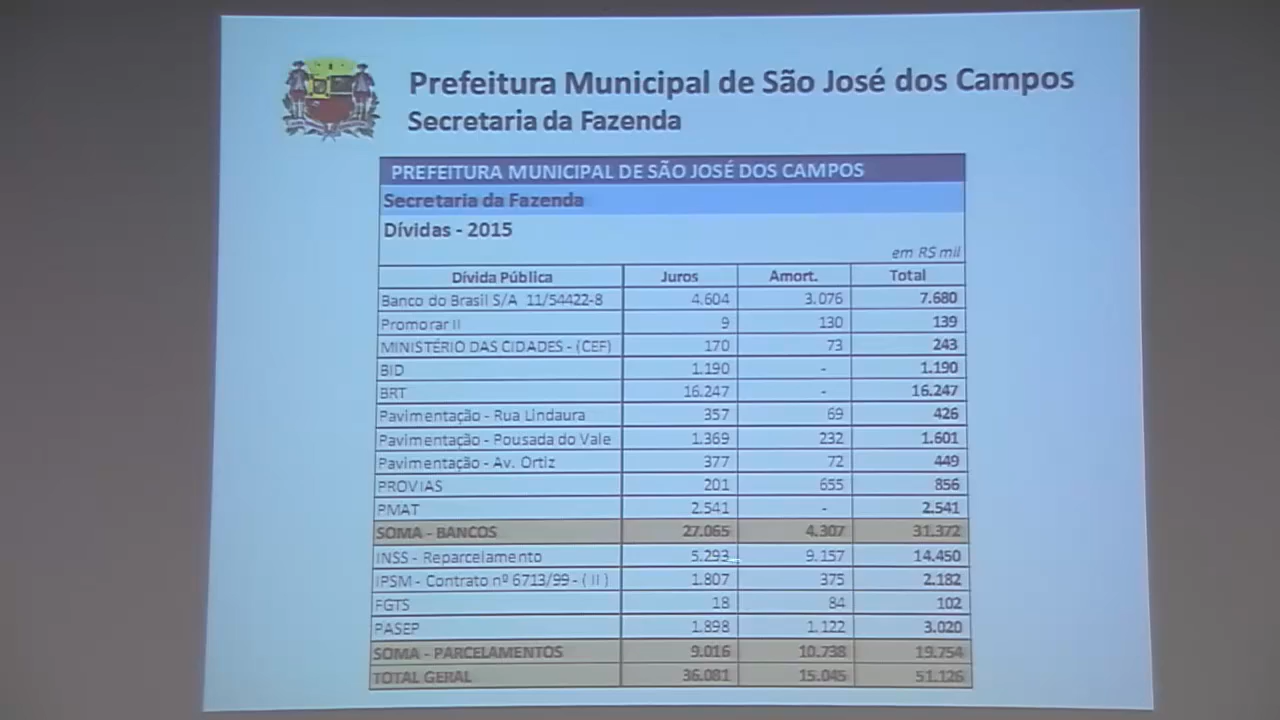 Prefeitura Municipal de São José dos Campos
Secretaria da Fazenda
PREFEITURA MUNICIPAL DE SÃO JOSÉ DOS CAMPOS
Secretaria da Fazenda
Dívidas - 2015
em R$ mil
Dívida Pública Juros Amort. Total
Banco do Brasil S/A 11/54422-8 4.604 3.076 7.680
Promorar II 9 130 139
MINISTÉRIO DAS CIDADES - (CEF) 170 73 243
BID 1.190 - 1.190
BRT 16.247 - 16.247
Pavimentação - Rua Lindaura 357 69 426
Pavimentação - Pousada do Vale 1.369 232 1.601
Pavimentação - Av. Ortiz 377 72 449
PROVIAS 201 655 856
PMAT 2.541 - 2.541
SOMA - BANCOS 27.065 4.307 31.372
INSS - Reparcelamento 5.293 9.157 14.450
IPSM - Contrato nº 6713/99 - ( II ) 1.807 375 2.182
FGTS 18 84 102
PASEP 1.898 1.122 3.020
SOMA - PARCELAMENTOS 9.016 10.738 19.754
TOTAL GERAL 36.081 15.045 51.126